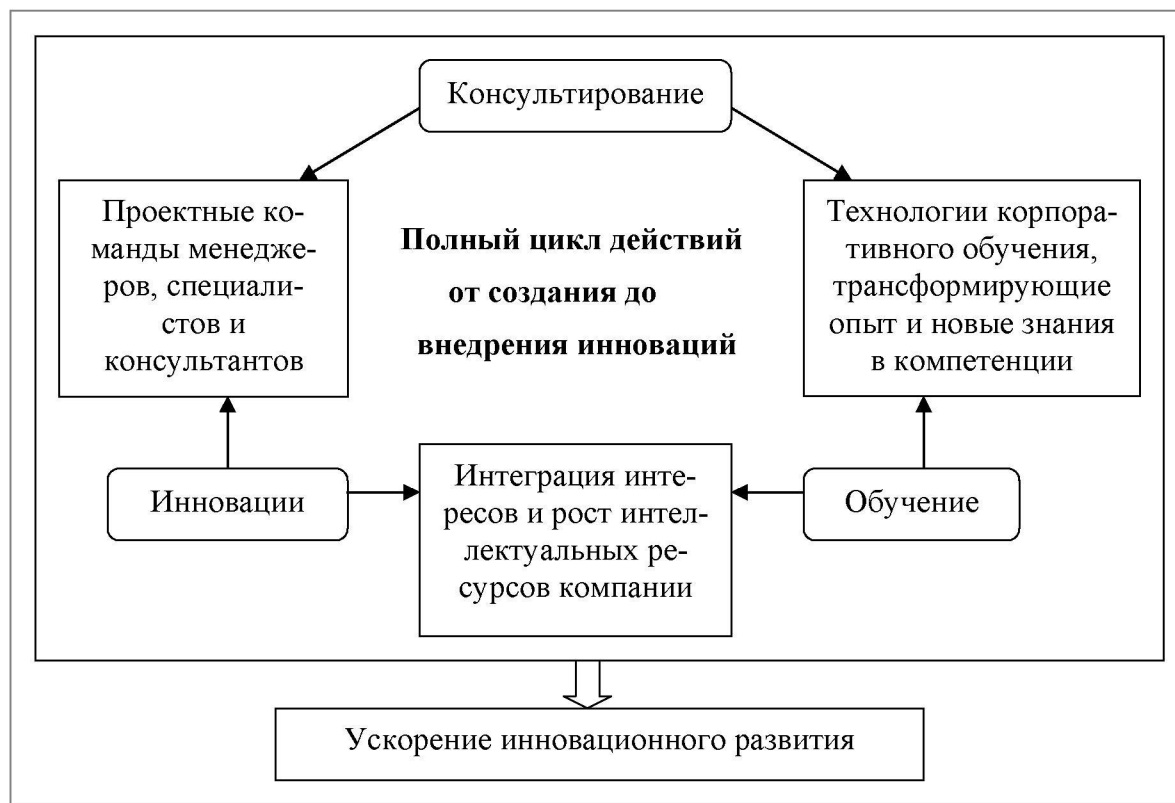 Консультирование
Проектные ко-
манды менедже-
ров, специали-
стов и
консультантов
Полный цикл действий
от создания до
внедрения инноваций
Технологии корпора-
тивного обучения,
трансформирующие
опыт и новые знания
в компетенции
Инновации
Интеграция инте-
ресов и рост интел-
лектуальных ре-
сурсов компании
Обучение
Ускорение инновационного развития